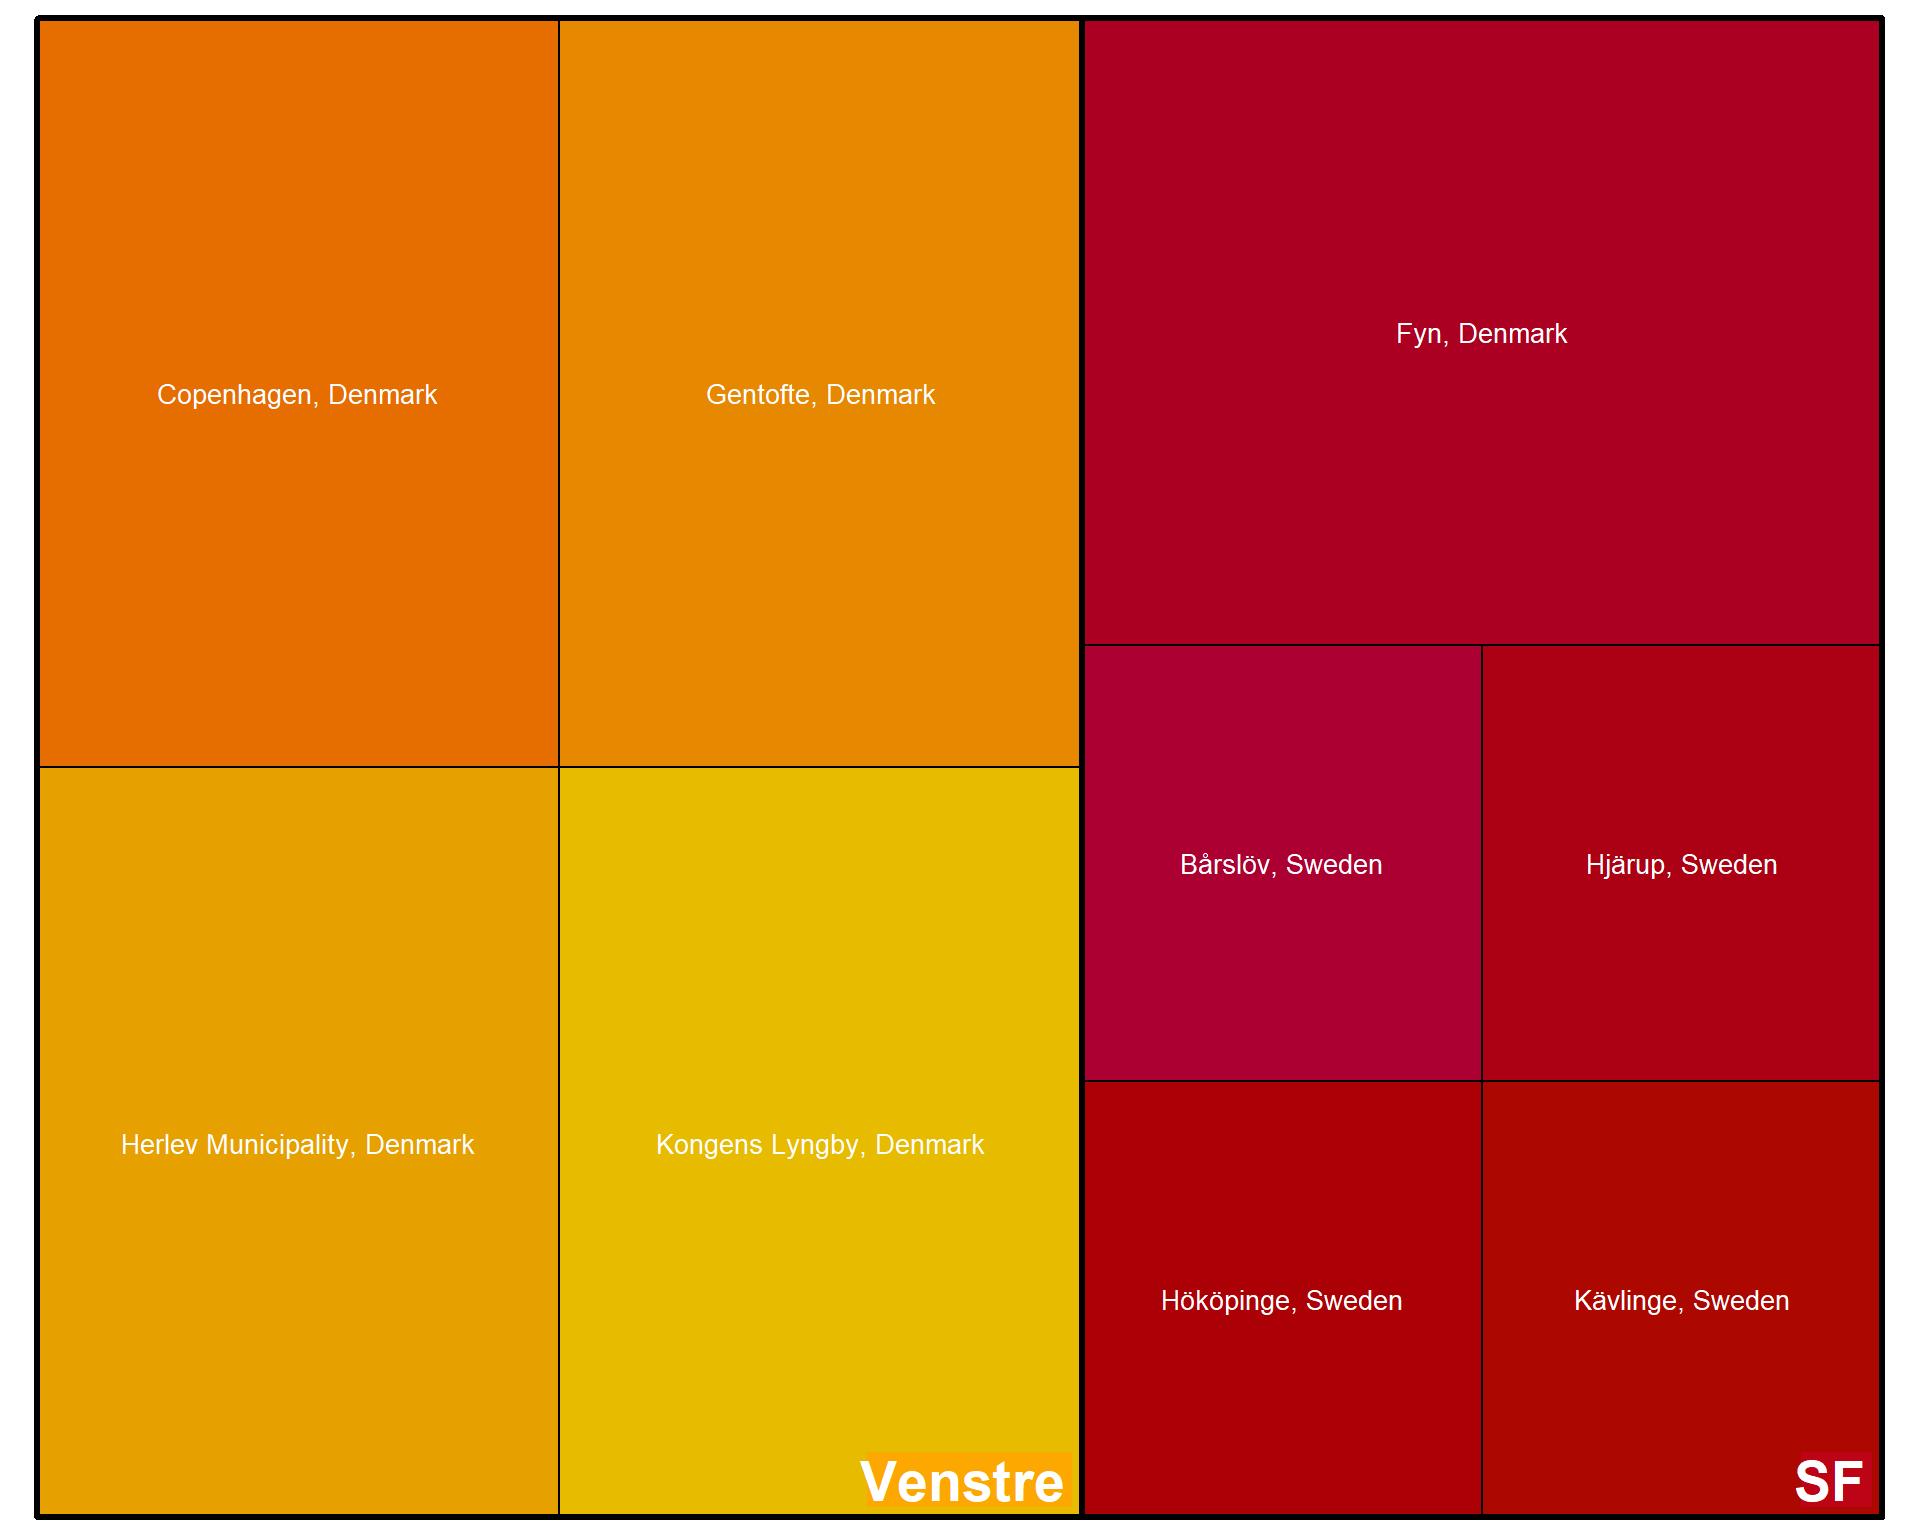 Copenhagen, Denmark
Gentofte, Denmark
Herlev Municipality, Denmark
Kongens Lyngby, Denmark
Venstre
Fyn, Denmark
Bårslöv, Sweden
Hjärup, Sweden
Hököpinge, Sweden
Kävlinge, Sweden
SF